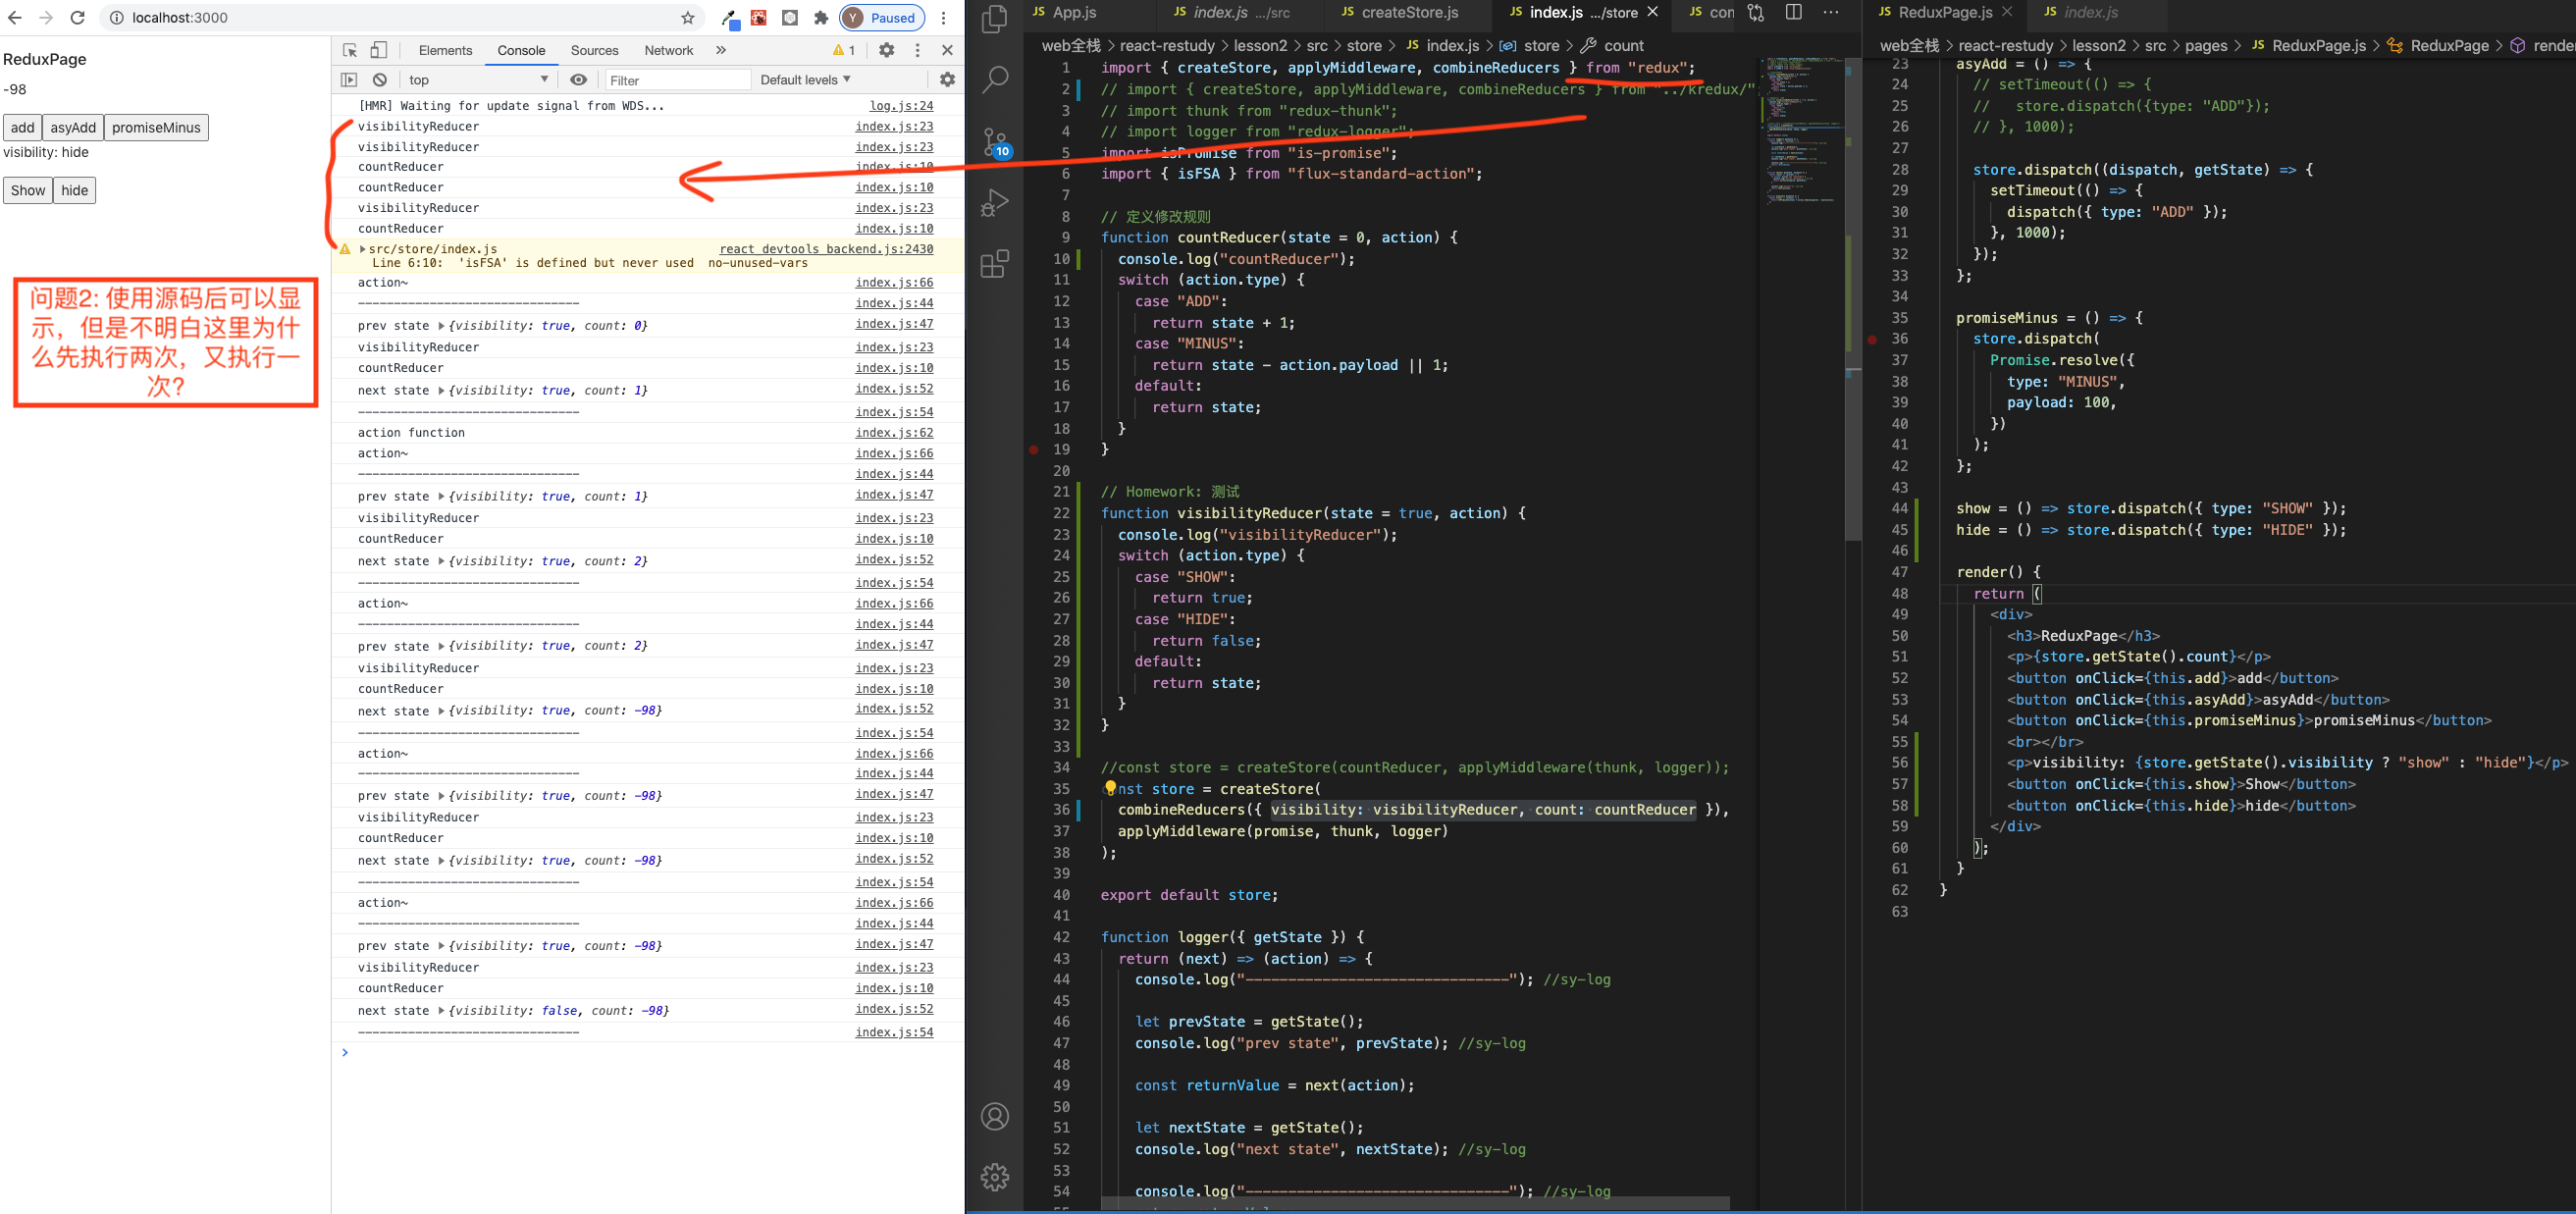 localhost:3000
Y Paused
ReduxPage
-98
add asyAdd promiseMinus
visibility: hide
Show hide
问题2: 使用源码后可以显
示，但是不明白这里为什
么先执行两次，又执行一
次?
Elements Console Sources Network » 1
top Filter Default levels
[HMR] Waiting for update signal from WDS... log.js:24
visibilityReducer index.js:23
visibilityReducer index.js:23
countReducer index.js:10
countReducer index.js:10
visibilityReducer index.js:23
countReducer index.js:10
src/store/index.js react_devtools_backend.js:2430
Line 6:10: 'isFSA' is defined but never used no-unused-vars
action~ index.js:66
------------------------------ index.js:44
prev state {visibility: true, count: 0} index.js:47
visibilityReducer index.js:23
countReducer index.js:10
next state {visibility: true, count: 1} index.js:52
------------------------------ index.js:54
action function index.js:62
action~ index.js:66
------------------------------ index.js:44
prev state {visibility: true, count: 1} index.js:47
visibilityReducer index.js:23
countReducer index.js:10
next state {visibility: true, count: 2} index.js:52
------------------------------ index.js:54
action~ index.js:66
------------------------------ index.js:44
prev state {visibility: true, count: 2} index.js:47
visibilityReducer index.js:23
countReducer index.js:10
next state {visibility: true, count: -98} index.js:52
------------------------------ index.js:54
action~ index.js:66
------------------------------ index.js:44
prev state {visibility: true, count: -98} index.js:47
visibilityReducer index.js:23
countReducer index.js:10
next state {visibility: true, count: -98} index.js:52
------------------------------ index.js:54
action~ index.js:66
------------------------------ index.js:44
prev state {visibility: true, count: -98} index.js:47
visibilityReducer index.js:23
countReducer index.js:10
next state {visibility: false, count: -98} index.js:52
------------------------------ index.js:54
>
10
App.js index.js .../src createStore.js index.js .../store con
web全栈 > react-restudy > lesson2 > src > store > index.js > store > count
1 import { createStore, applyMiddleware, combineReducers } from "redux";
2 // import { createStore, applyMiddleware, combineReducers } from "../kredux/";
3 // import thunk from "redux-thunk";
4 // import logger from "redux-logger";
5 import isPromise from "is-promise";
6 import { isFSA } from "flux-standard-action";
7
8 // 定义修改规则
9 function countReducer(state = 0, action) {
10 console.log("countReducer");
11 switch (action.type) {
12 case "ADD":
13 return state + 1;
14 case "MINUS":
15 return state - action.payload || 1;
16 default:
17 return state;
18 }
19 }
20
21 // Homework: 测试
22 function visibilityReducer(state = true, action) {
23 console.log("visibilityReducer");
24 switch (action.type) {
25 case "SHOW":
26 return true;
27 case "HIDE":
28 return false;
29 default:
30 return state;
31 }
32 }
33
34 //const store = createStore(countReducer, applyMiddleware(thunk, logger));
35 const store = createStore(
36 combineReducers({ visibility: visibilityReducer, count: countReducer }),
37 applyMiddleware(promise, thunk, logger)
38 );
39
40 export default store;
41
42 function logger({ getState }) {
43 return (next) => (action) => {
44 console.log("-------------------------------"); //sy-log
45
46 let prevState = getState();
47 console.log("prev state", prevState); //sy-log
48
49 const returnValue = next(action);
50
51 let nextState = getState();
52 console.log("next state", nextState); //sy-log
53
54 console.log("-------------------------------"); //sy-log
ReduxPage.js index.js
web全栈 > react-restudy > lesson2 > src > pages > ReduxPage.js > ReduxPage > render
23 asyAdd = () => {
24 // setTimeout(() => {
25 // store.dispatch({type: "ADD"});
26 // }, 1000);
27
28 store.dispatch((dispatch, getState) => {
29 setTimeout(() => {
30 dispatch({ type: "ADD" });
31 }, 1000);
32 });
33 };
34
35 promiseMinus = () => {
36 store.dispatch(
37 Promise.resolve({
38 type: "MINUS",
39 payload: 100,
40 })
41 );
42 };
43
44 show = () => store.dispatch({ type: "SHOW" });
45 hide = () => store.dispatch({ type: "HIDE" });
46
47 render() {
48 return (
49 <div>
50 <h3>ReduxPage</h3>
51 <p>{store.getState().count}</p>
52 <button onClick={this.add}>add</button>
53 <button onClick={this.asyAdd}>asyAdd</button>
54 <button onClick={this.promiseMinus}>promiseMinus</button>
55 <br></br>
56 <p>visibility: {store.getState().visibility ? "show" : "hide"}</p>
57 <button onClick={this.show}>Show</button>
58 <button onClick={this.hide}>hide</button>
59 </div>
60 );
61 }
62 }
63